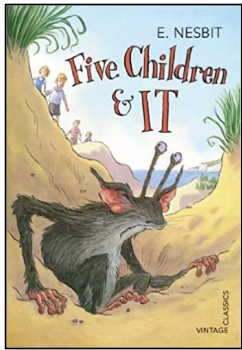 E. NESBIT
Five Children
& IT
VINTAGE CLASSICS